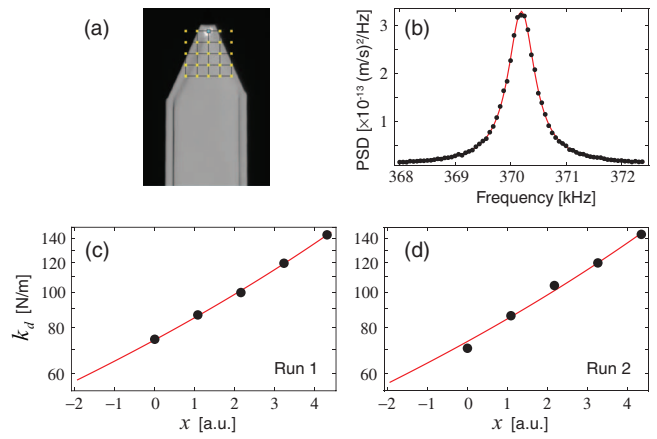 (a)
(b)
PSD [×10⁻¹³ (m/s)²/Hz]
3
2
1
368 369 370 371 372
Frequency [kHz]
(c)
k_d [N/m]
140
120
100
80
60
Run 1
−2 −1 0 1 2 3 4
x [a.u.]
(d)
140
120
100
80
60
Run 2
−2 −1 0 1 2 3 4
x [a.u.]